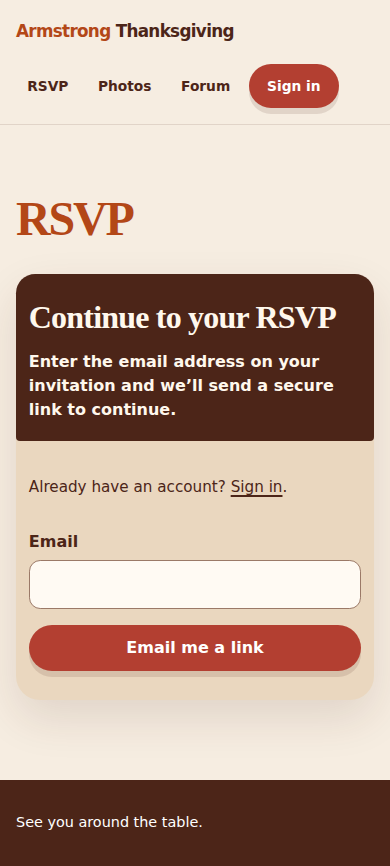 Armstrong Thanksgiving
RSVP Photos Forum Sign in
RSVP
Continue to your RSVP
Enter the email address on your
invitation and we’ll send a secure
link to continue.
Already have an account? Sign in.
Email
Email me a link
See you around the table.